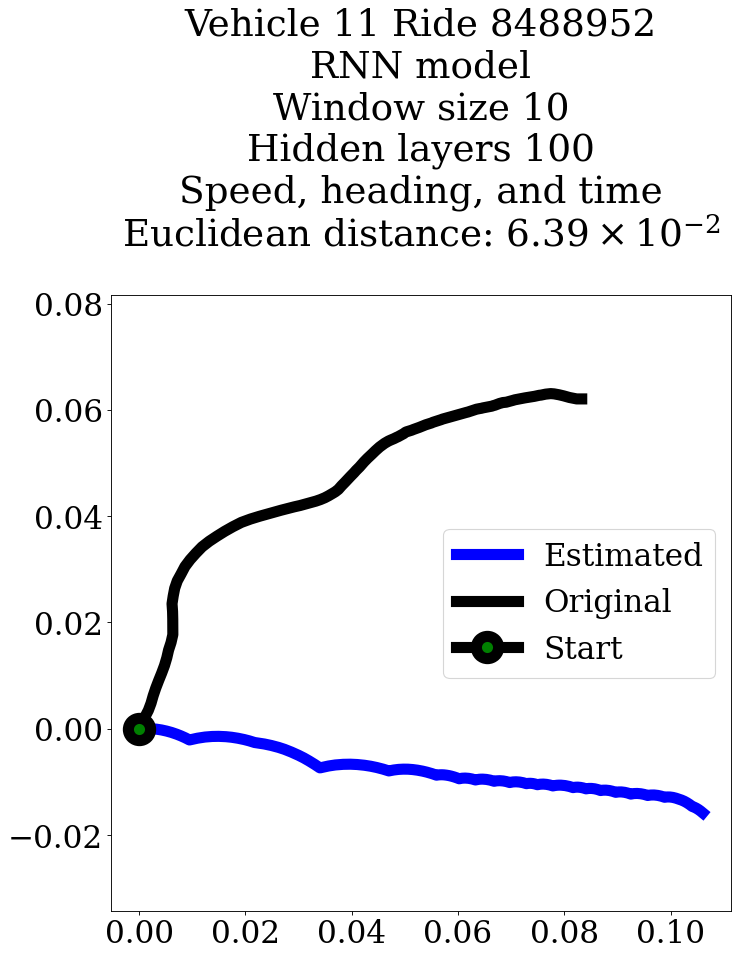 Vehicle 11 Ride 8488952
RNN model
Window size 10
Hidden layers 100
Speed, heading, and time
Euclidean distance: 6.39 × 10⁻²
0.08
0.06
0.04
0.02
0.00
−0.02
Estimated
Original
Start
0.00 0.02 0.04 0.06 0.08 0.10